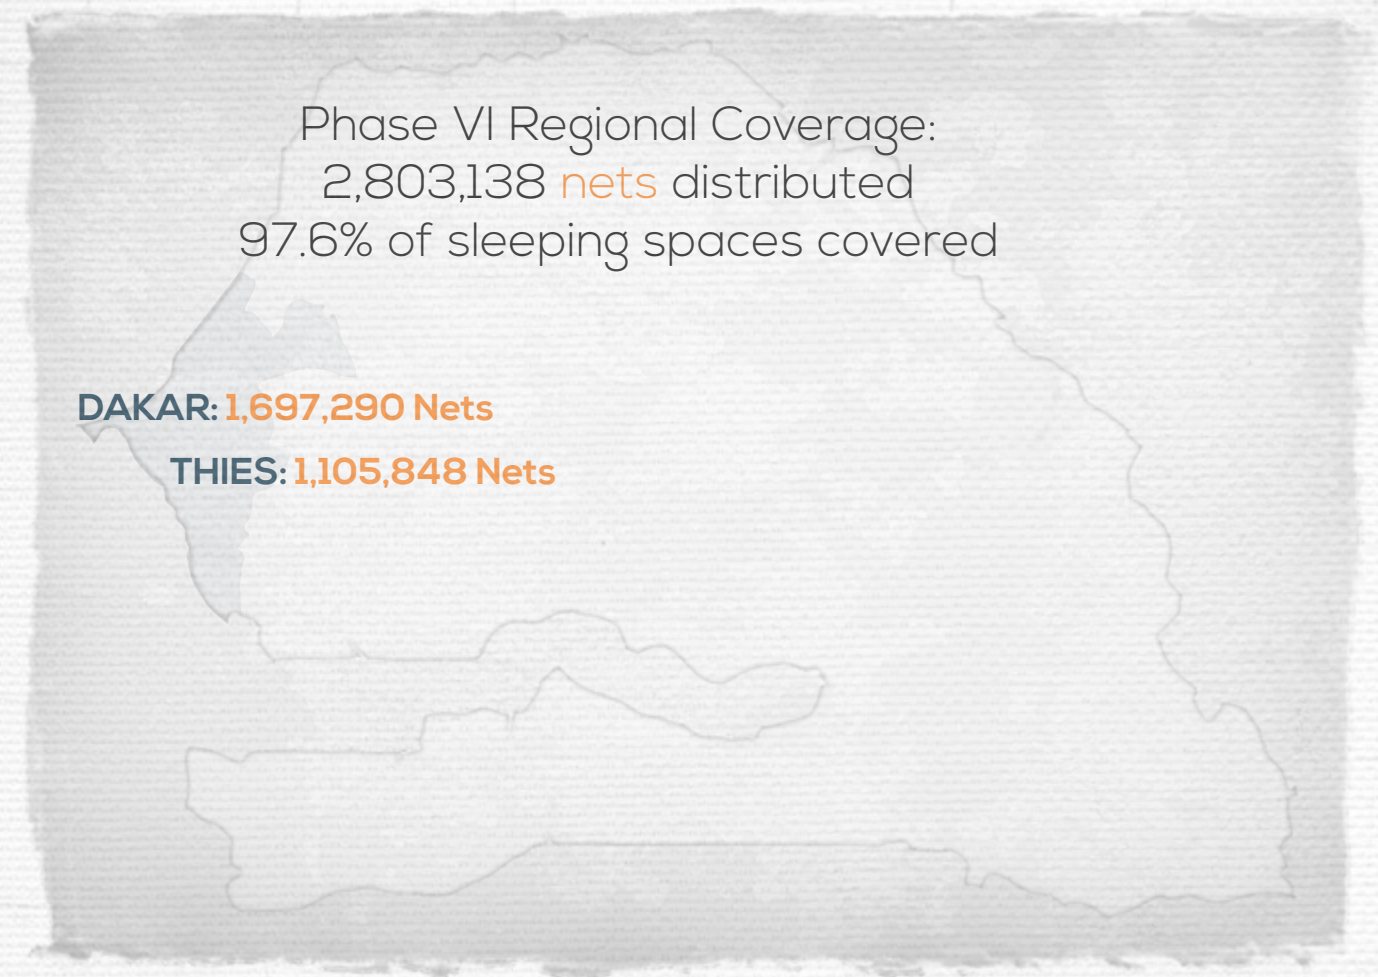 Phase VI Regional Coverage:
2,803,138 nets distributed
97.6% of sleeping spaces covered
DAKAR: 1,697,290 Nets
THIES: 1,105,848 Nets